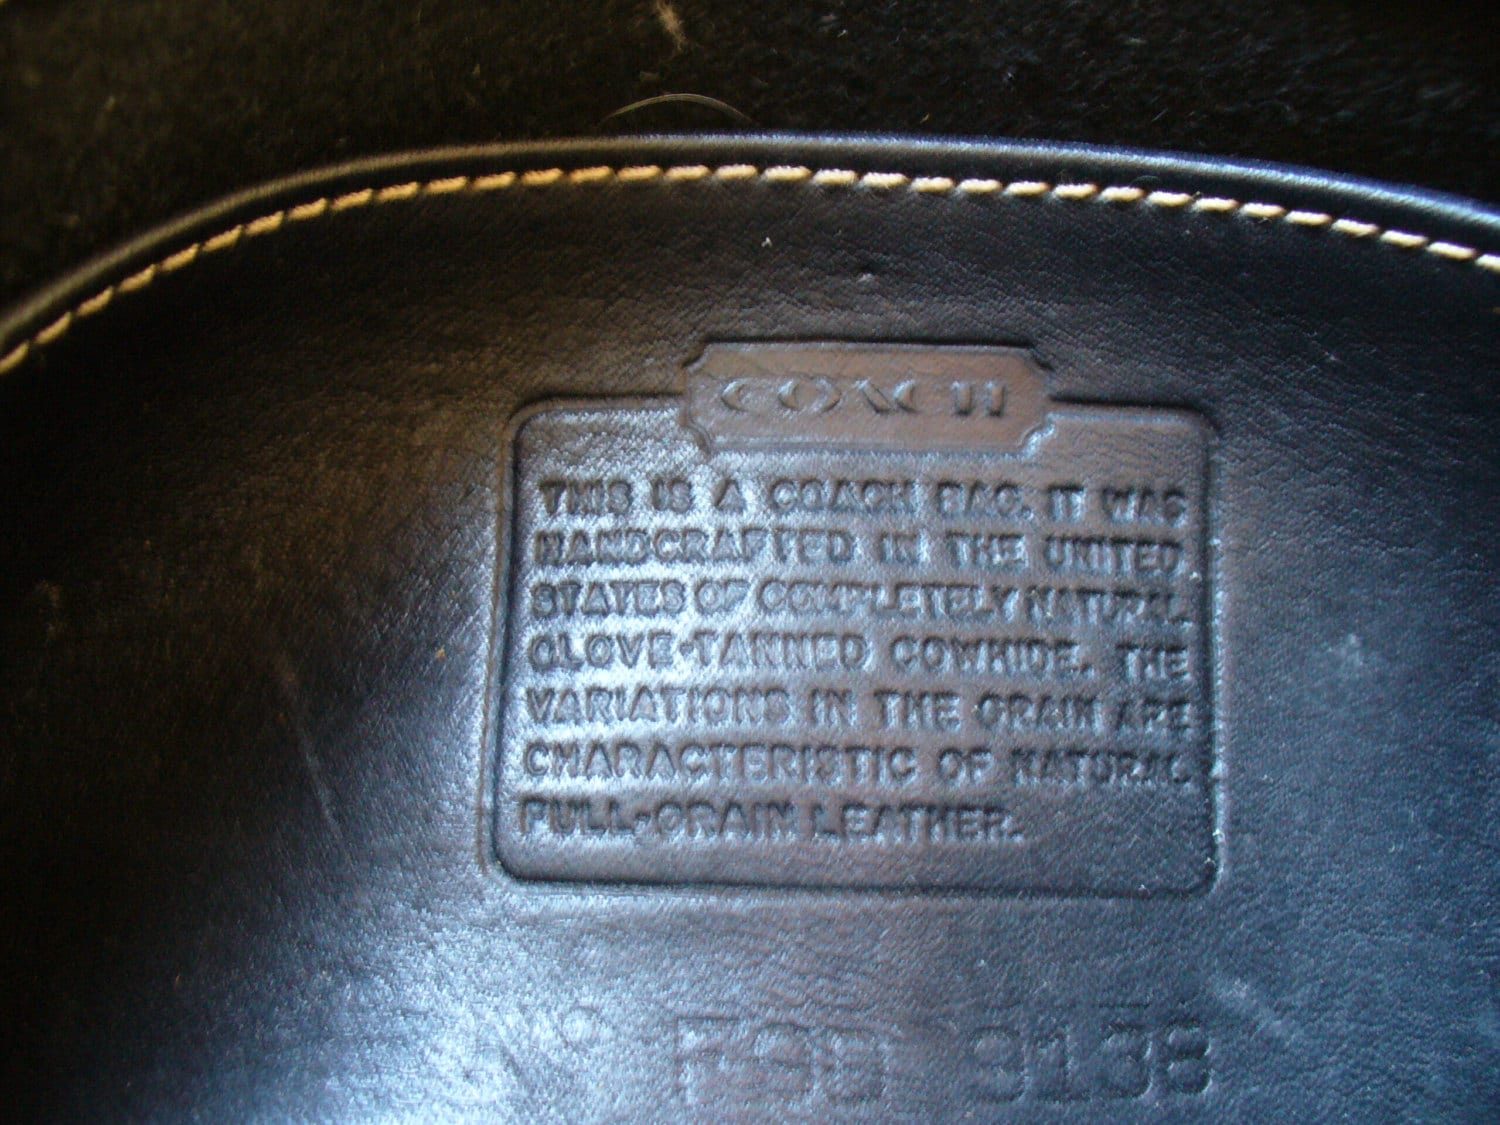 COACH
THIS IS A COACH BAG. IT WAS
HANDCRAFTED IN THE UNITED
STATES OF COMPLETELY NATURAL
GLOVE-TANNED COWHIDE. THE
VARIATIONS IN THE GRAIN ARE
CHARACTERISTIC OF NATURAL
FULL-GRAIN LEATHER.
Nº